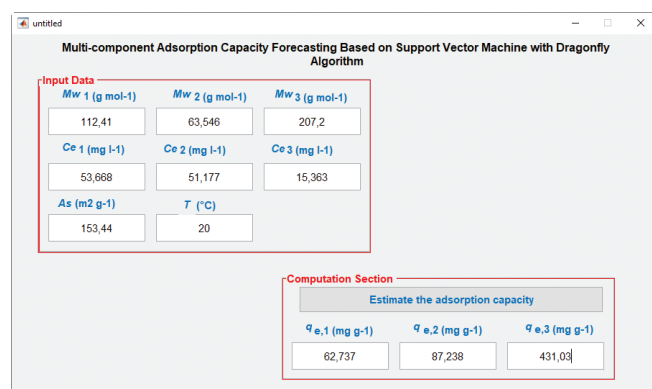 untitled
Multi-component Adsorption Capacity Forecasting Based on Support Vector Machine with Dragonfly
Algorithm
Input Data
Mw 1 (g mol-1) Mw 2 (g mol-1) Mw 3 (g mol-1)
112,41 63,546 207,2
Ce 1 (mg l-1) Ce 2 (mg l-1) Ce 3 (mg l-1)
53,668 51,177 15,363
As (m2 g-1) T (°C)
153,44 20
Computation Section
Estimate the adsorption capacity
q e,1 (mg g-1) q e,2 (mg g-1) q e,3 (mg g-1)
62,737 87,238 431,03